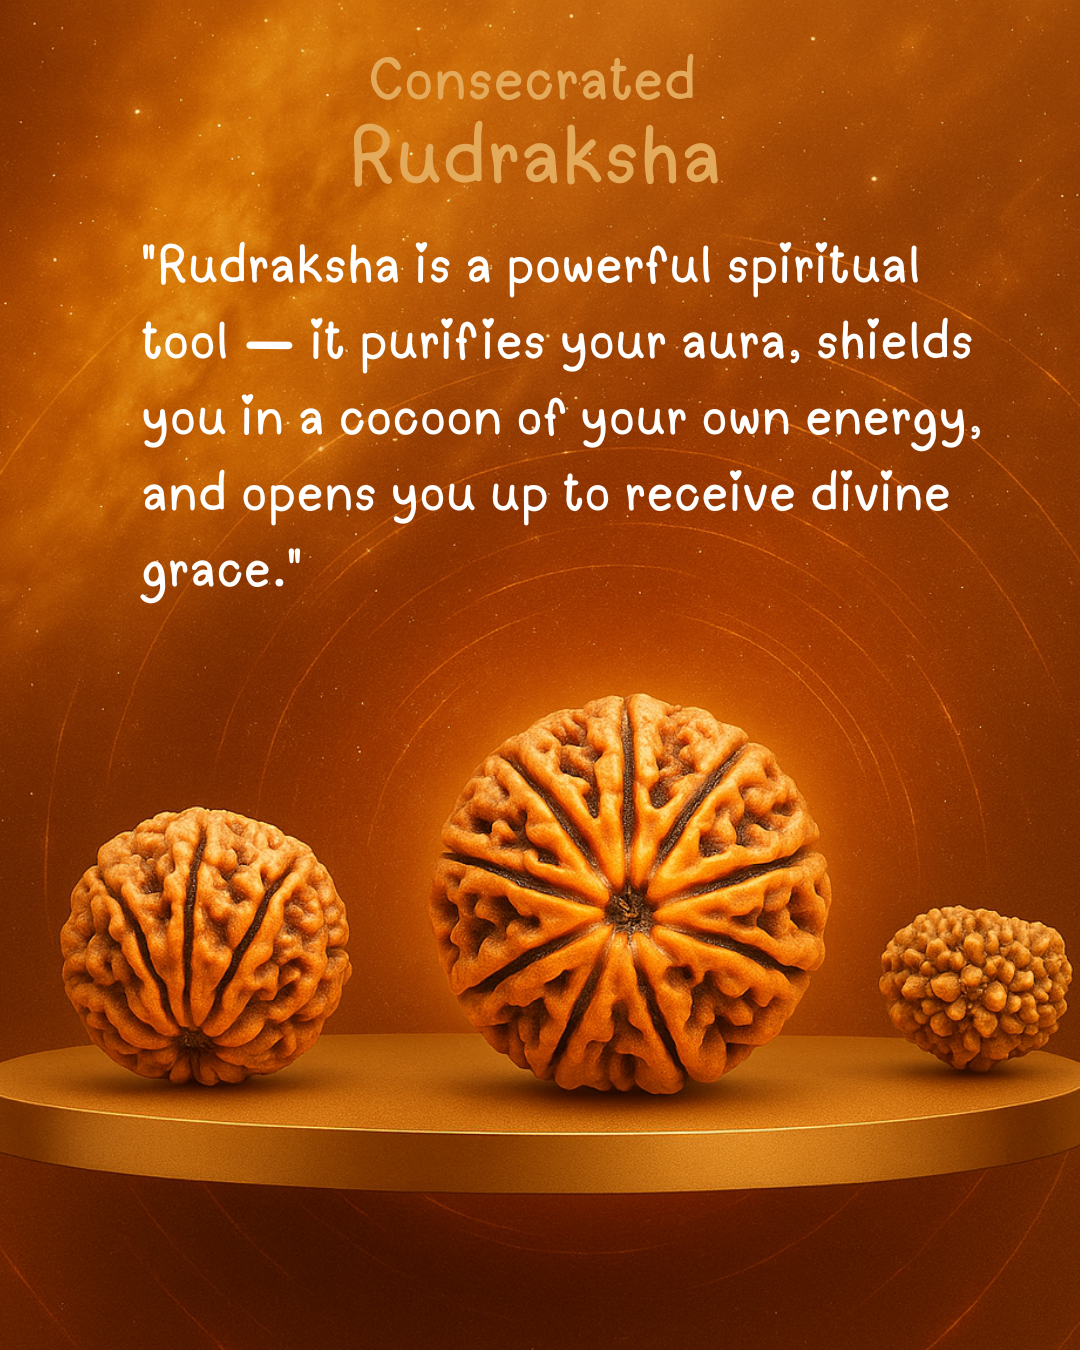 Consecrated
Rudraksha
"Rudraksha is a powerful spiritual
tool — it purifies your aura, shields
you in a cocoon of your own energy,
and opens you up to receive divine
grace."